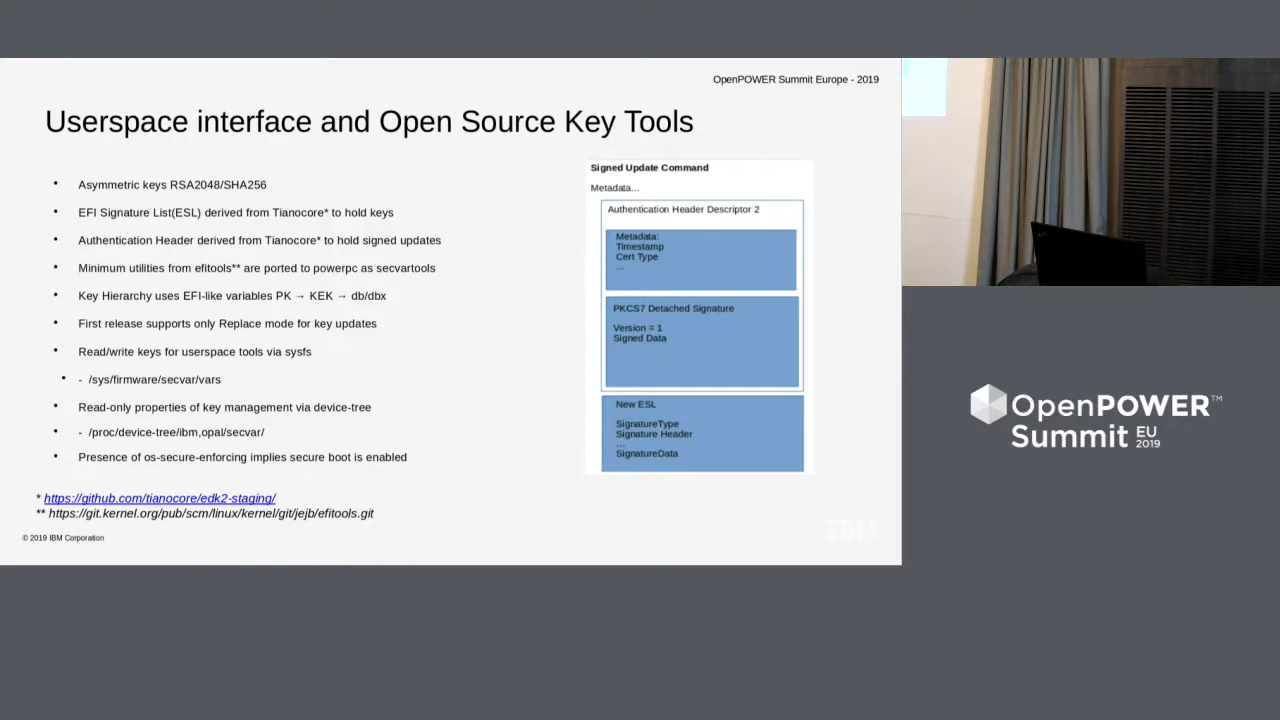 OpenPOWER Summit Europe - 2019
Userspace interface and Open Source Key Tools
• Asymmetric keys RSA2048/SHA256
• EFI Signature List(ESL) derived from Tianocore* to hold keys
• Authentication Header derived from Tianocore* to hold signed updates
• Minimum utilities from efitools** are ported to powerpc as secvartools
• Key Hierarchy uses EFI-like variables PK → KEK → db/dbx
• First release supports only Replace mode for key updates
• Read/write keys for userspace tools via sysfs
• - /sys/firmware/secvar/vars
• Read-only properties of key management via device-tree
• - /proc/device-tree/ibm,opal/secvar/
• Presence of os-secure-enforcing implies secure boot is enabled
* https://github.com/tianocore/edk2-staging/
** https://git.kernel.org/pub/scm/linux/kernel/git/jejb/efitools.git
© 2019 IBM Corporation
Signed Update Command
Metadata...
Authentication Header Descriptor 2
Metadata:
Timestamp
Cert Type
...
PKCS7 Detached Signature
Version = 1
Signed Data
New ESL
SignatureType
Signature Header
....
SignatureData
IBM
OpenPOWER™
Summit EU
2019